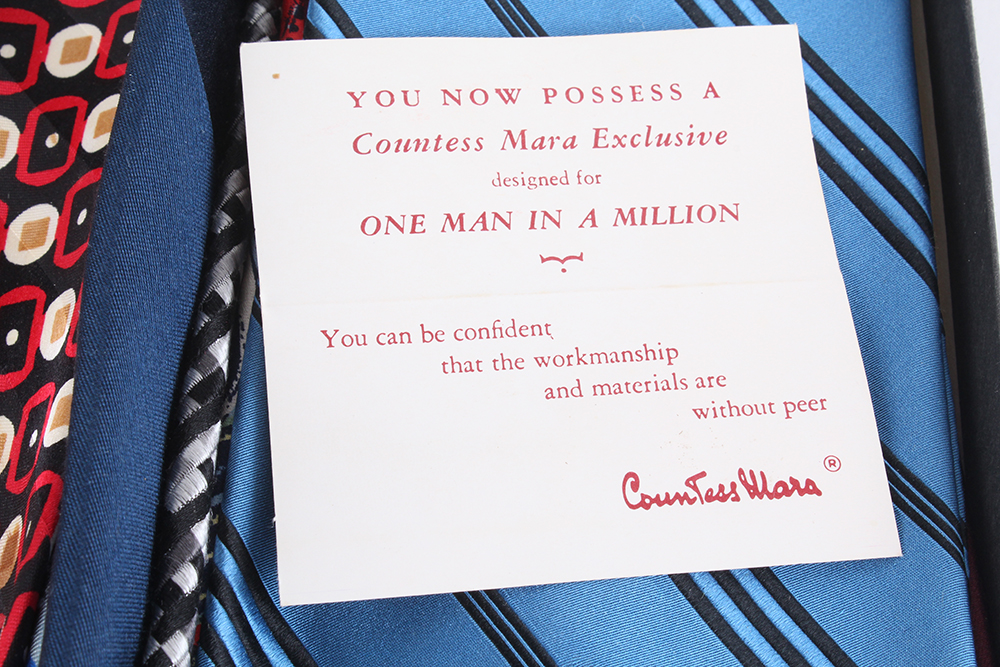 YOU NOW POSSESS A
Countess Mara Exclusive
designed for
ONE MAN IN A MILLION
You can be confident
that the workmanship
and materials are
without peer
Countess Mara ®